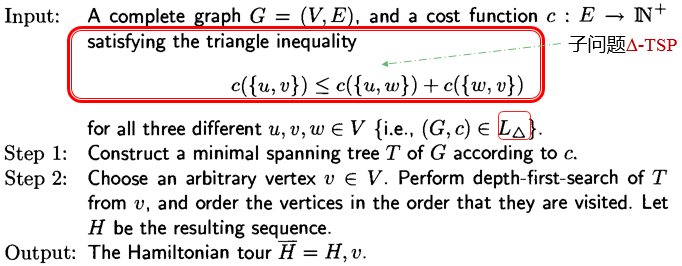 Input: A complete graph G = (V, E), and a cost function c : E → ℕ⁺
satisfying the triangle inequality
子问题Δ-TSP
c({u, v}) ≤ c({u, w}) + c({w, v})
for all three different u, v, w ∈ V {i.e., (G, c) ∈ L△}.
Step 1: Construct a minimal spanning tree T of G according to c.
Step 2: Choose an arbitrary vertex v ∈ V. Perform depth-first-search of T
from v, and order the vertices in the order that they are visited. Let
H be the resulting sequence.
Output: The Hamiltonian tour H̅ = H, v.